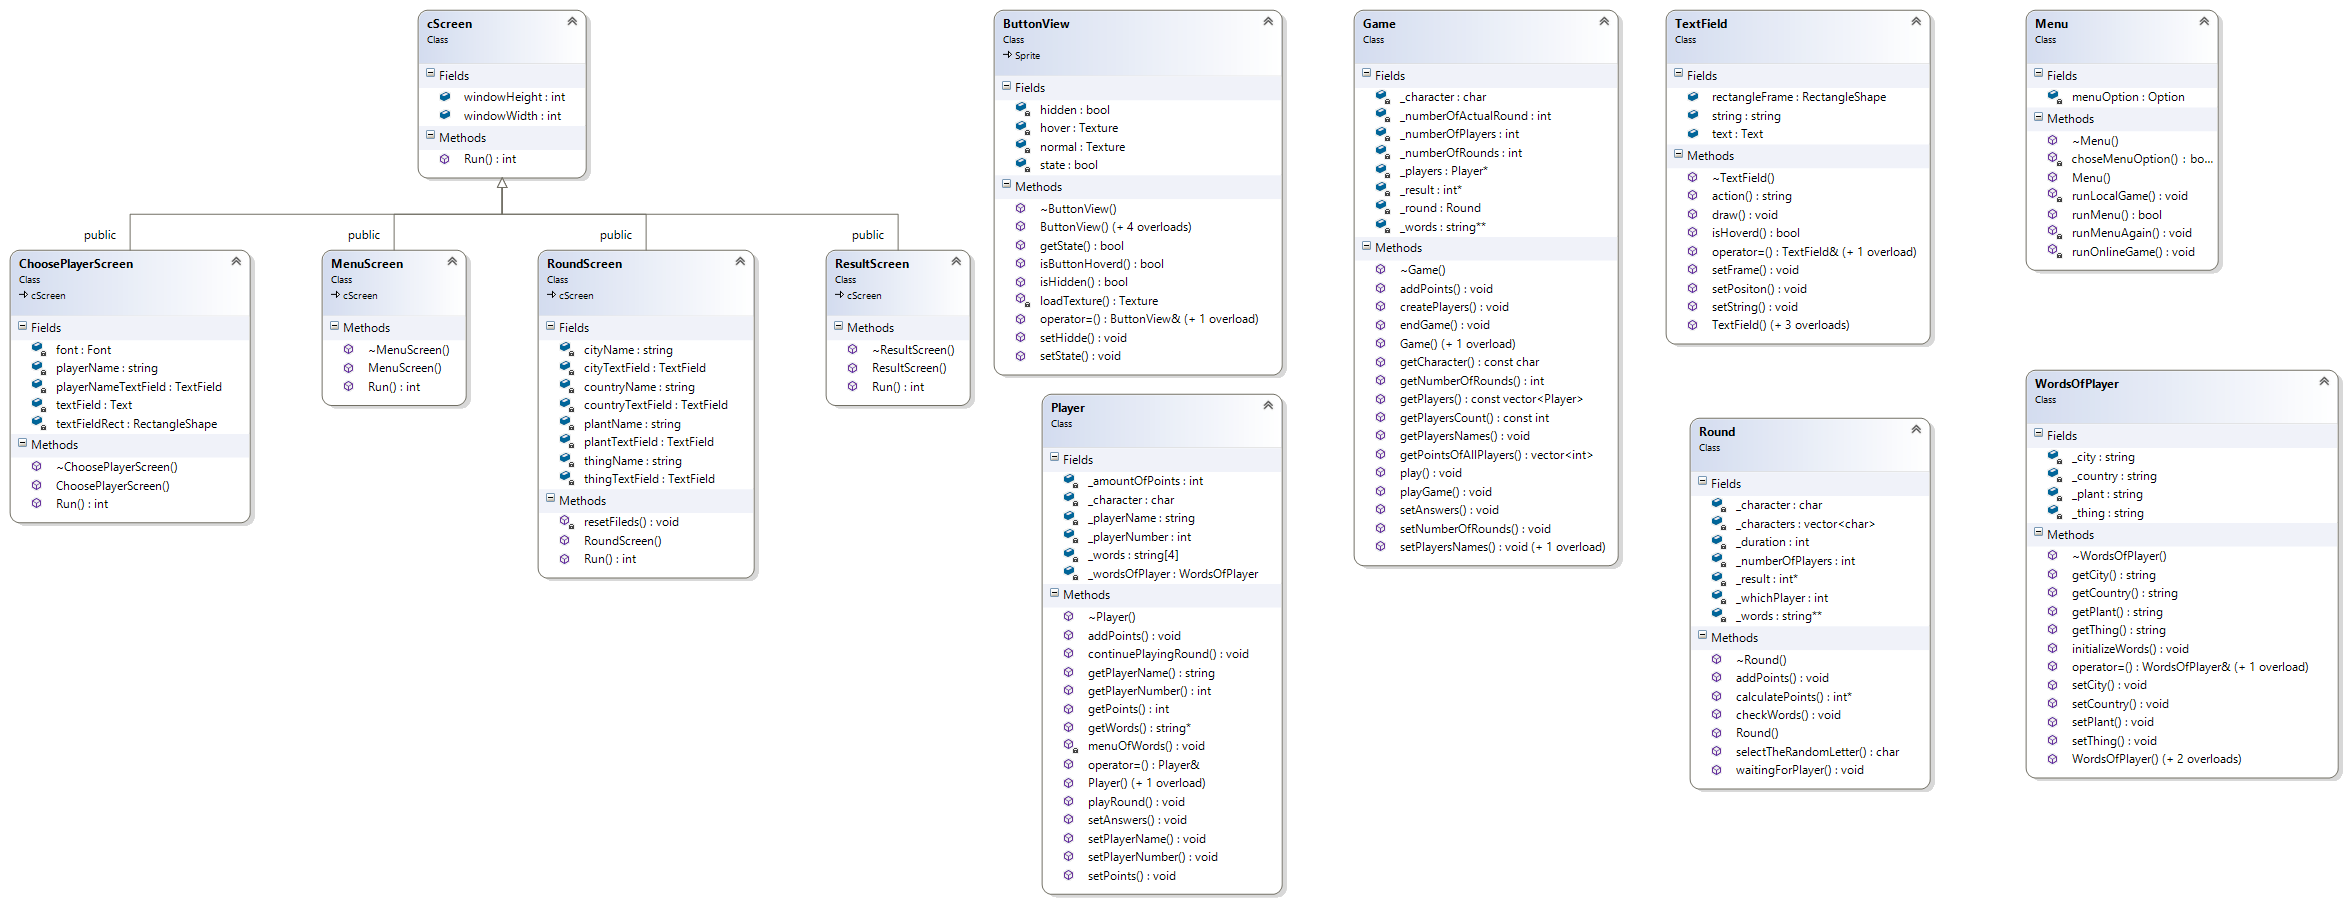 cScreen
Class
Fields
windowHeight : int
windowWidth : int
Methods
Run() : int
public
public
public
public
ChoosePlayerScreen
Class
cScreen
Fields
font : Font
playerName : string
playerNameTextField : TextField
textField : Text
textFieldRect : RectangleShape
Methods
~ChoosePlayerScreen()
ChoosePlayerScreen()
Run() : int
MenuScreen
Class
cScreen
Methods
~MenuScreen()
MenuScreen()
Run() : int
RoundScreen
Class
cScreen
Fields
cityName : string
cityTextField : TextField
countryName : string
countryTextField : TextField
plantName : string
plantTextField : TextField
thingName : string
thingTextField : TextField
Methods
resetFileds() : void
RoundScreen()
Run() : int
ResultScreen
Class
cScreen
Methods
~ResultScreen()
ResultScreen()
Run() : int
ButtonView
Class
Sprite
Fields
hidden : bool
hover : Texture
normal : Texture
state : bool
Methods
~ButtonView()
ButtonView() (+ 4 overloads)
getState() : bool
isButtonHoverd() : bool
isHidden() : bool
loadTexture() : Texture
operator=() : ButtonView& (+ 1 overload)
setHidde() : void
setState() : void
Player
Class
Fields
_amountOfPoints : int
_character : char
_playerName : string
_playerNumber : int
_words : string[4]
_wordsOfPlayer : WordsOfPlayer
Methods
~Player()
addPoints() : void
continuePlayingRound() : void
getPlayerName() : string
getPlayerNumber() : int
getPoints() : int
getWords() : string*
menuOfWords() : void
operator=() : Player&
Player() (+ 1 overload)
playRound() : void
setAnswers() : void
setPlayerName() : void
setPlayerNumber() : void
setPoints() : void
Game
Class
Fields
_character : char
_numberOfActualRound : int
_numberOfPlayers : int
_numberOfRounds : int
_players : Player*
_result : int*
_round : Round
_words : string**
Methods
~Game()
addPoints() : void
createPlayers() : void
endGame() : void
Game() (+ 1 overload)
getCharacter() : const char
getNumberOfRounds() : int
getPlayers() : const vector<Player>
getPlayersCount() : const int
getPlayersNames() : void
getPointsOfAllPlayers() : vector<int>
play() : void
playGame() : void
setAnswers() : void
setNumberOfRounds() : void
setPlayersNames() : void (+ 1 overload)
TextField
Class
Fields
rectangleFrame : RectangleShape
string : string
text : Text
Methods
~TextField()
action() : string
draw() : void
isHoverd() : bool
operator=() : TextField& (+ 1 overload)
setFrame() : void
setPositon() : void
setString() : void
TextField() (+ 3 overloads)
Round
Class
Fields
_character : char
_characters : vector<char>
_duration : int
_numberOfPlayers : int
_result : int*
_whichPlayer : int
_words : string**
Methods
~Round()
addPoints() : void
calculatePoints() : int*
checkWords() : void
Round()
selectTheRandomLetter() : char
waitingForPlayer() : void
Menu
Class
Fields
menuOption : Option
Methods
~Menu()
choseMenuOption() : bo...
Menu()
runLocalGame() : void
runMenu() : bool
runMenuAgain() : void
runOnlineGame() : void
WordsOfPlayer
Class
Fields
_city : string
_country : string
_plant : string
_thing : string
Methods
~WordsOfPlayer()
getCity() : string
getCountry() : string
getPlant() : string
getThing() : string
initializeWords() : void
operator=() : WordsOfPlayer& (+ 1 overload)
setCity() : void
setCountry() : void
setPlant() : void
setThing() : void
WordsOfPlayer() (+ 2 overloads)